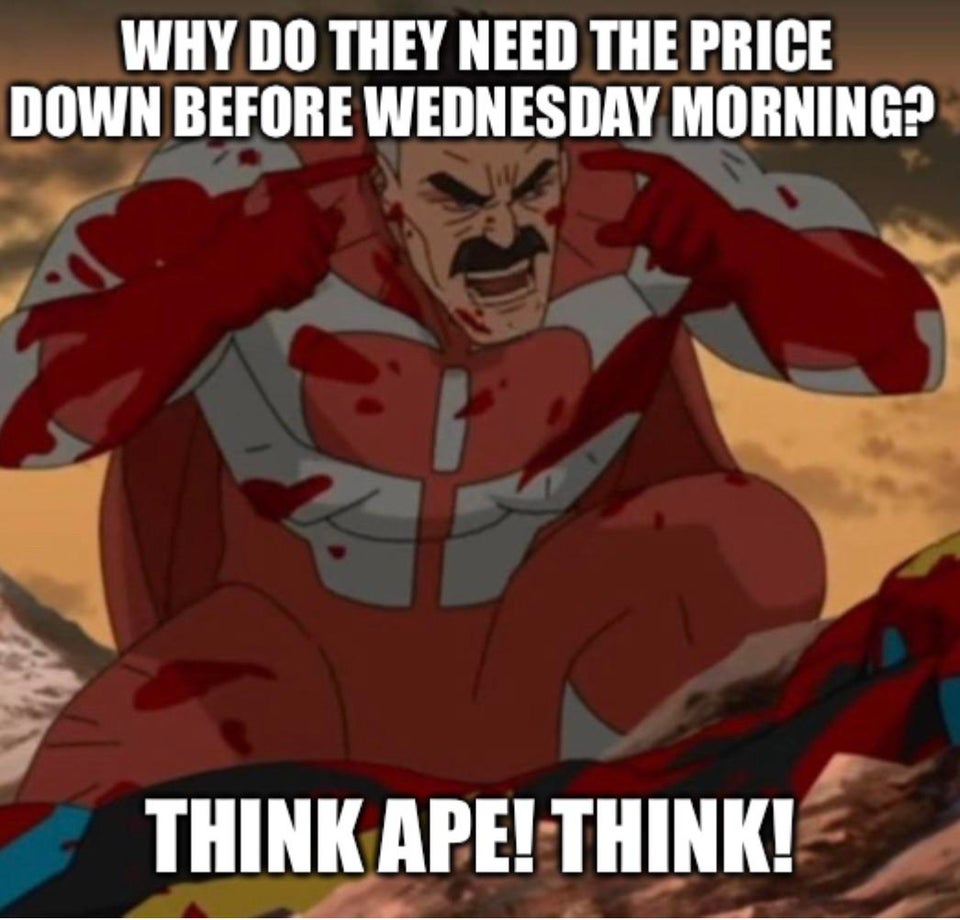 WHY DO THEY NEED THE PRICE
DOWN BEFORE WEDNESDAY MORNING?
THINK APE! THINK!